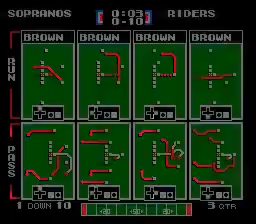 SOPRANOS 0:03 RIDERS
0-10
BROWN BROWN BROWN BROWN
RUN
PASS
1 DOWN 10 3 QTR